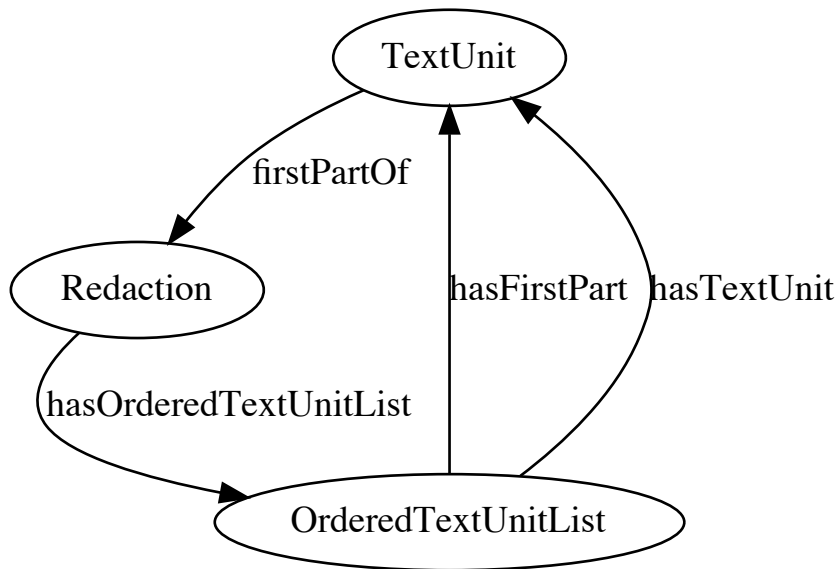 TextUnit
firstPartOf
Redaction
hasFirstPart
hasTextUnit
hasOrderedTextUnitList
OrderedTextUnitList